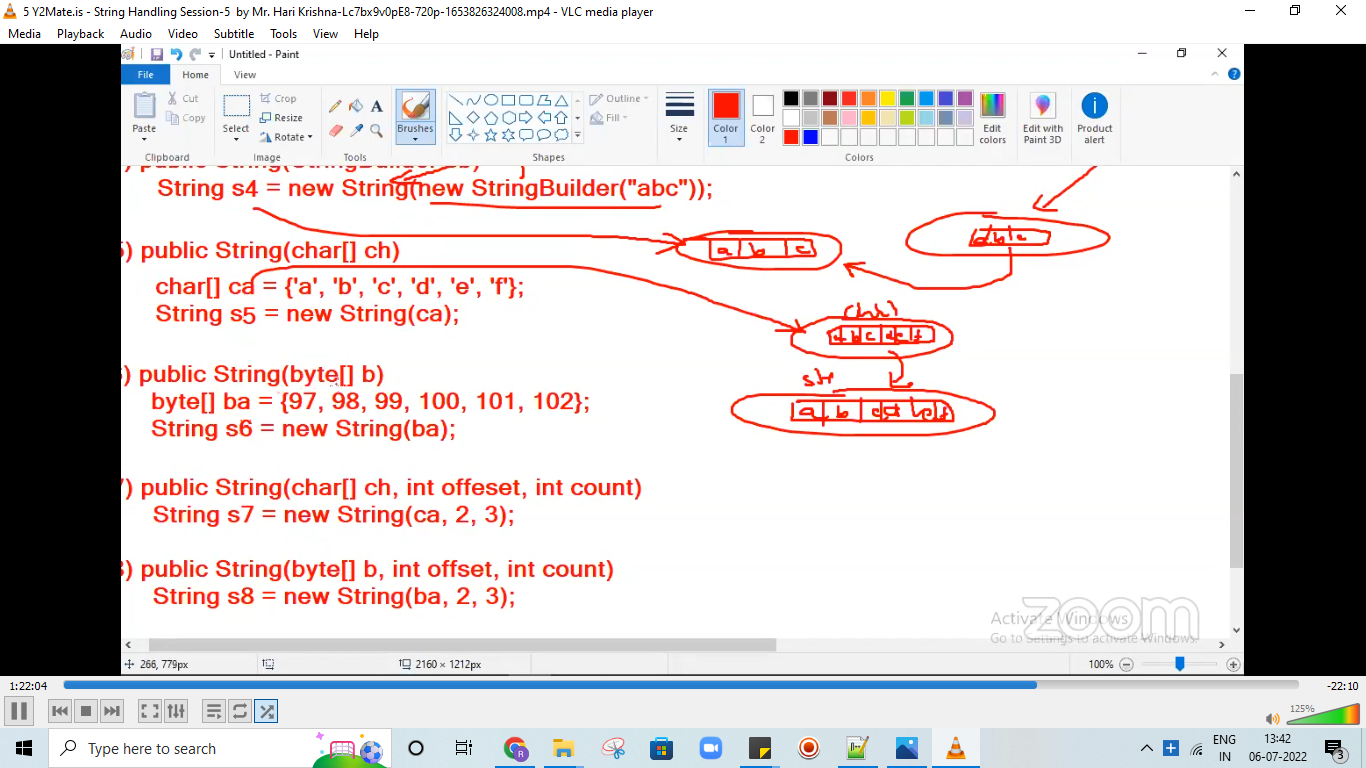 5 Y2Mate.is - String Handling Session-5 by Mr. Hari Krishna-Lc7bx9v0pE8-720p-1653826324008.mp4 - VLC media player
Media Playback Audio Video Subtitle Tools View Help
Untitled - Paint
File Home View
Paste
Cut
Copy
Clipboard
Select
Crop
Resize
Rotate
Image
A
Tools
Brushes
Outline
Fill
Shapes
Size
Color 1
Color 2
Colors
Edit colors
Edit with Paint 3D
Product alert
) public String(StringBuilder sb)
String s4 = new String(new StringBuilder("abc"));
5) public String(char[] ch)
char[] ca = {'a', 'b', 'c', 'd', 'e', 'f'};
String s5 = new String(ca);
6) public String(byte[] b)
byte[] ba = {97, 98, 99, 100, 101, 102};
String s6 = new String(ba);
7) public String(char[] ch, int offeset, int count)
String s7 = new String(ca, 2, 3);
8) public String(byte[] b, int offset, int count)
String s8 = new String(ba, 2, 3);
a b c
a b c
a b c d e f
str
a b c d e f
zoom
Activate Windows
Go to Settings to activate Windows.
266, 779px
2160 × 1212px
100%
1:22:04
-22:10
125%
Type here to search
ENG
IN
13:42
06-07-2022
3